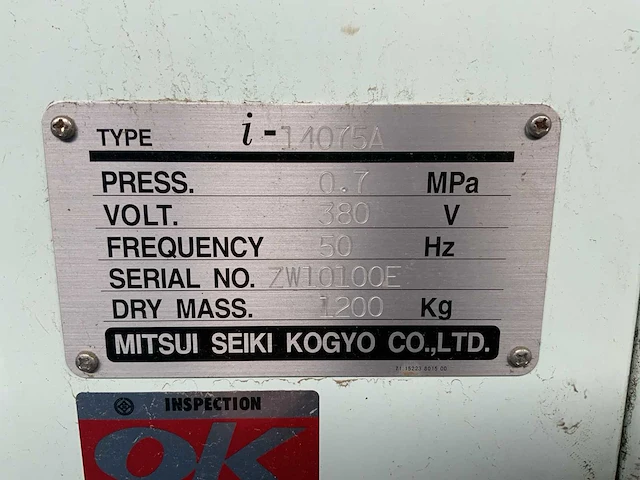 TYPE i-14075A
PRESS. 0.7 MPa
VOLT. 380 V
FREQUENCY 50 Hz
SERIAL NO. ZW10100E
DRY MASS. 1200 Kg
MITSUI SEIKI KOGYO CO.,LTD.
INSPECTION
OK